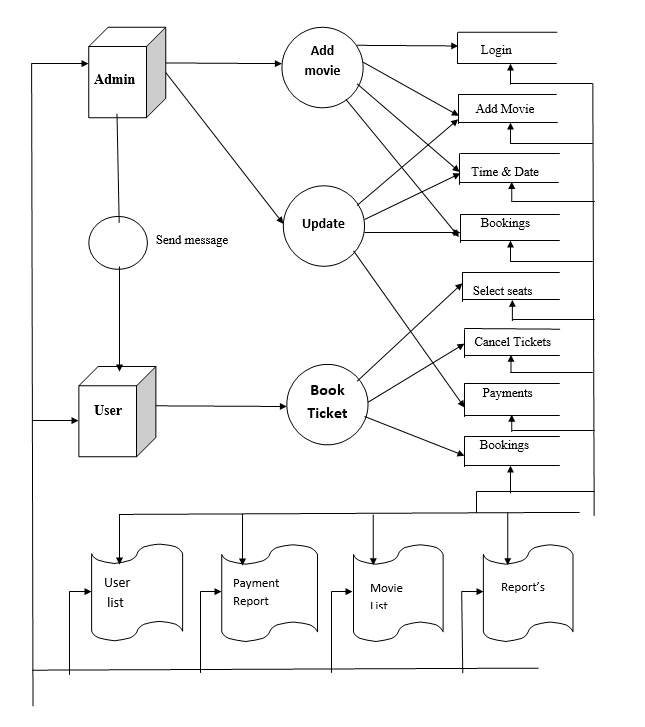 Login
Add
movie
Admin
Add Movie
Time & Date
Update
Bookings
Send message
Select seats
Cancel Tickets
Book
Ticket
Payments
User
Bookings
User
list
Payment
Report
Movie
List
Report's